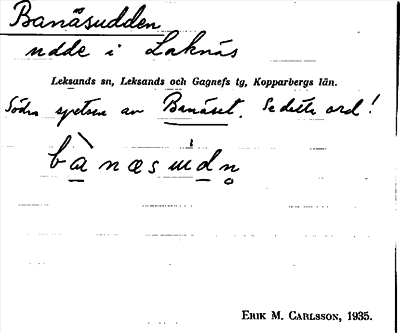 Banäsudden
udde i Laknäs
Leksands sn, Leksands och Gagnefs tg, Kopparbergs län.
Södra spetsen av Banäset. Se detta ord!
ERIK M. CARLSSON, 1935.